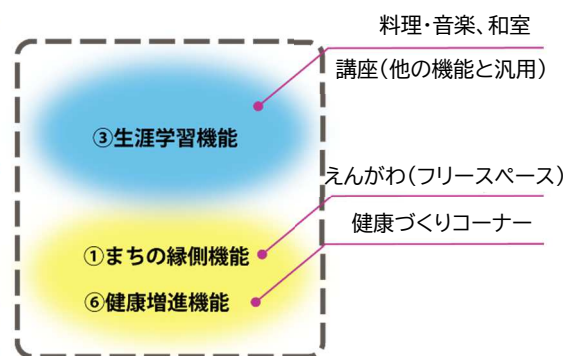 料理・音楽、和室
講座(他の機能と汎用)
③生涯学習機能
えんがわ(フリースペース)
健康づくりコーナー
①まちの縁側機能
⑥健康増進機能